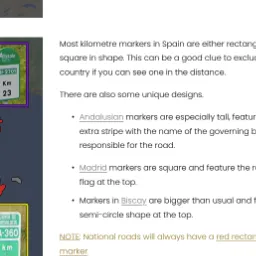 Most kilometre markers in Spain are either rectang
square in shape. This can be a good clue to exclu
country if you can see one in the distance.
There are also some unique designs.
• Andalusian markers are especially tall, featur
extra stripe with the name of the governing b
responsible for the road.
• Madrid markers are square and feature the r
flag at the top.
• Markers in Biscay are bigger than usual and f
semi-circle shape at the top.
NOTE: National roads will always have a red rectar
marker
Km
23
-360
Km